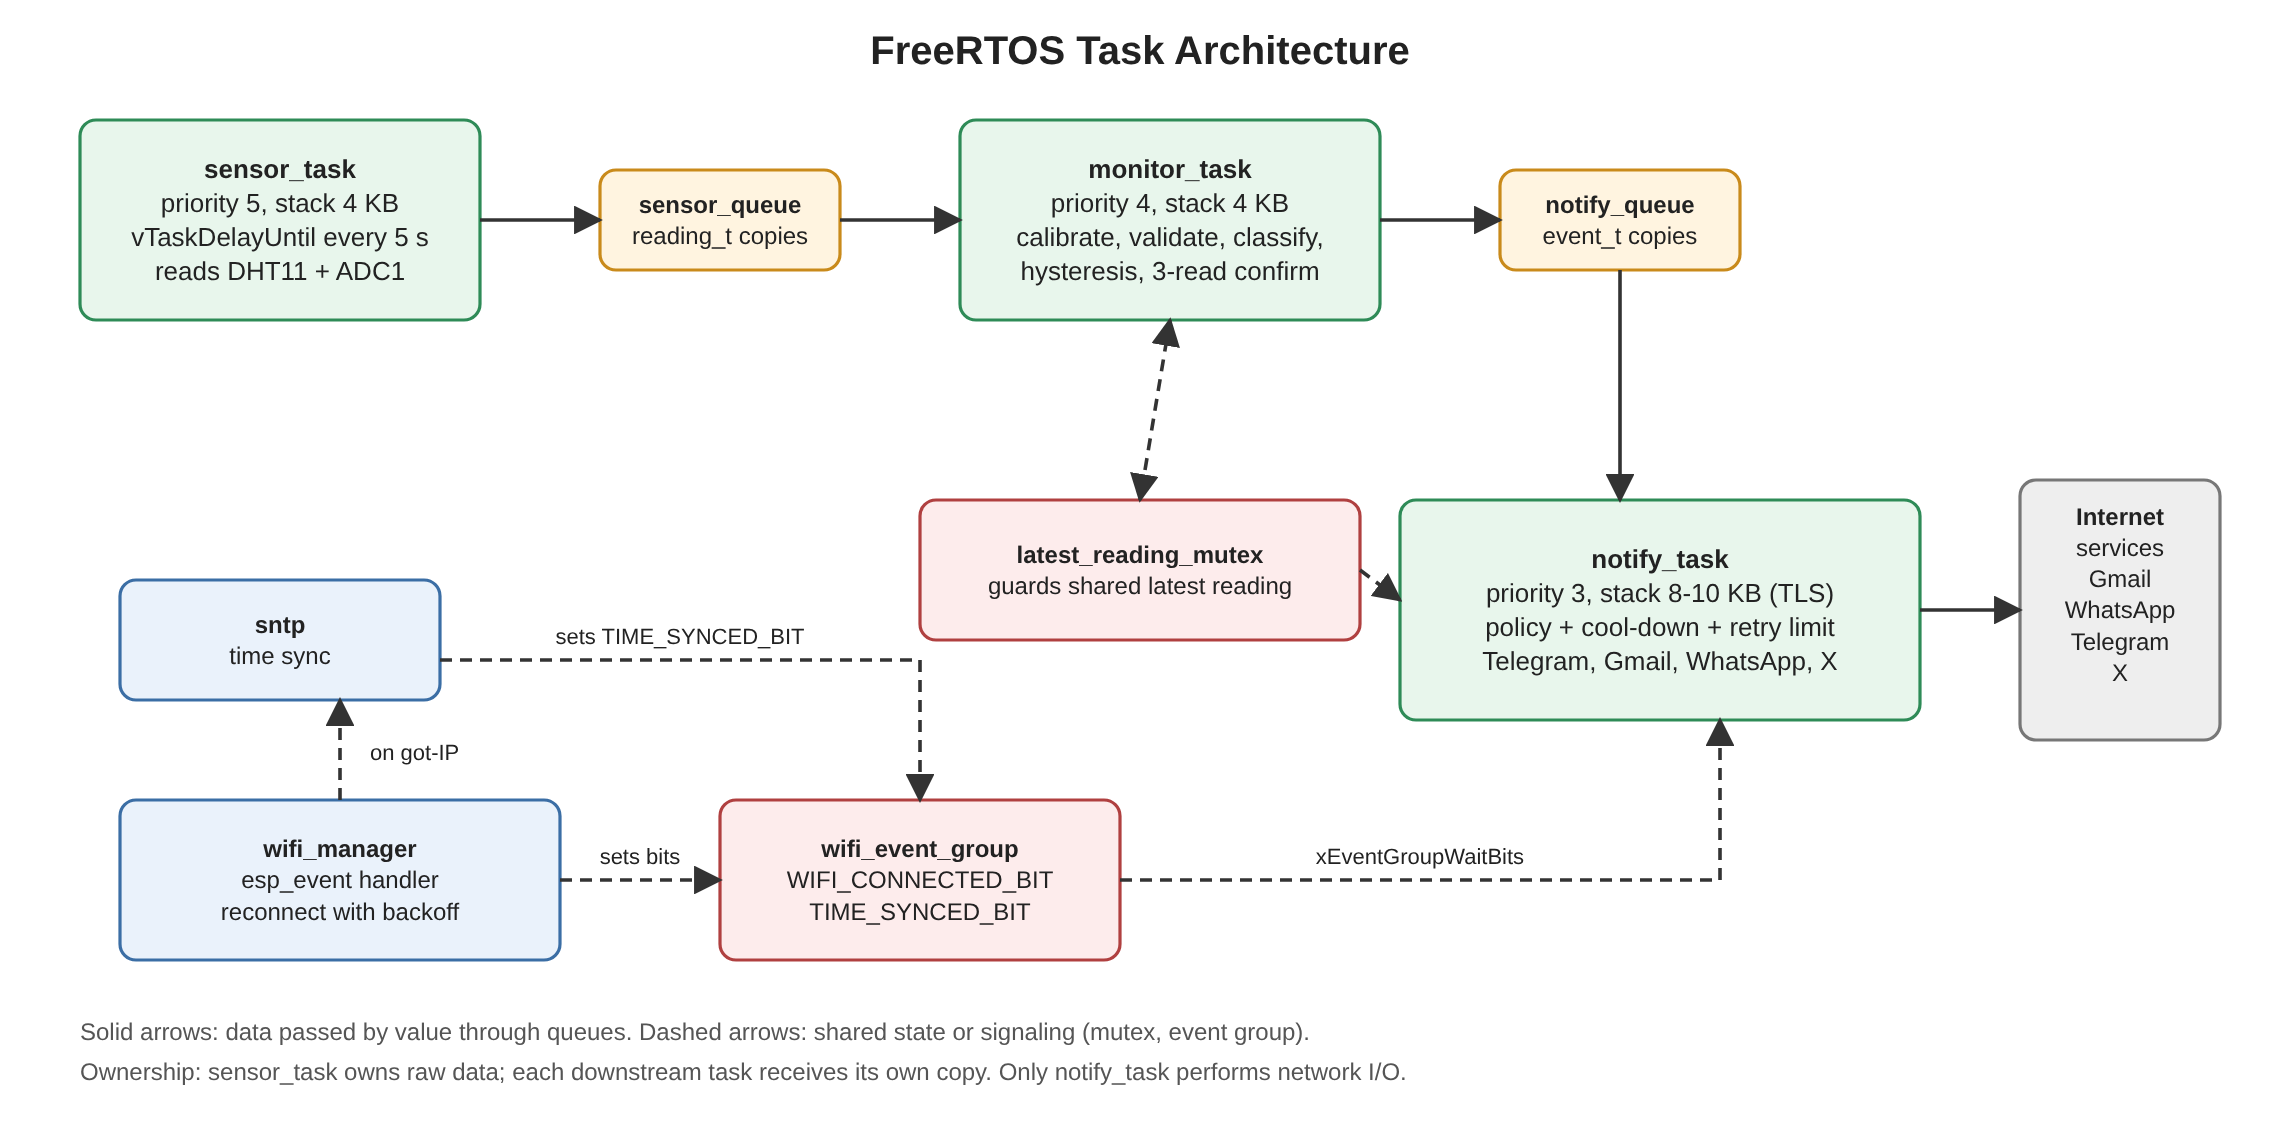 FreeRTOS Task Architecture
sensor_task
priority 5, stack 4 KB
vTaskDelayUntil every 5 s
reads DHT11 + ADC1
sensor_queue
reading_t copies
monitor_task
priority 4, stack 4 KB
calibrate, validate, classify,
hysteresis, 3-read confirm
notify_queue
event_t copies
latest_reading_mutex
guards shared latest reading
notify_task
priority 3, stack 8-10 KB (TLS)
policy + cool-down + retry limit
Telegram, Gmail, WhatsApp, X
Internet
services
Gmail
WhatsApp
Telegram
X
sntp
time sync
sets TIME_SYNCED_BIT
on got-IP
wifi_manager
esp_event handler
reconnect with backoff
sets bits
wifi_event_group
WIFI_CONNECTED_BIT
TIME_SYNCED_BIT
xEventGroupWaitBits
Solid arrows: data passed by value through queues. Dashed arrows: shared state or signaling (mutex, event group).
Ownership: sensor_task owns raw data; each downstream task receives its own copy. Only notify_task performs network I/O.